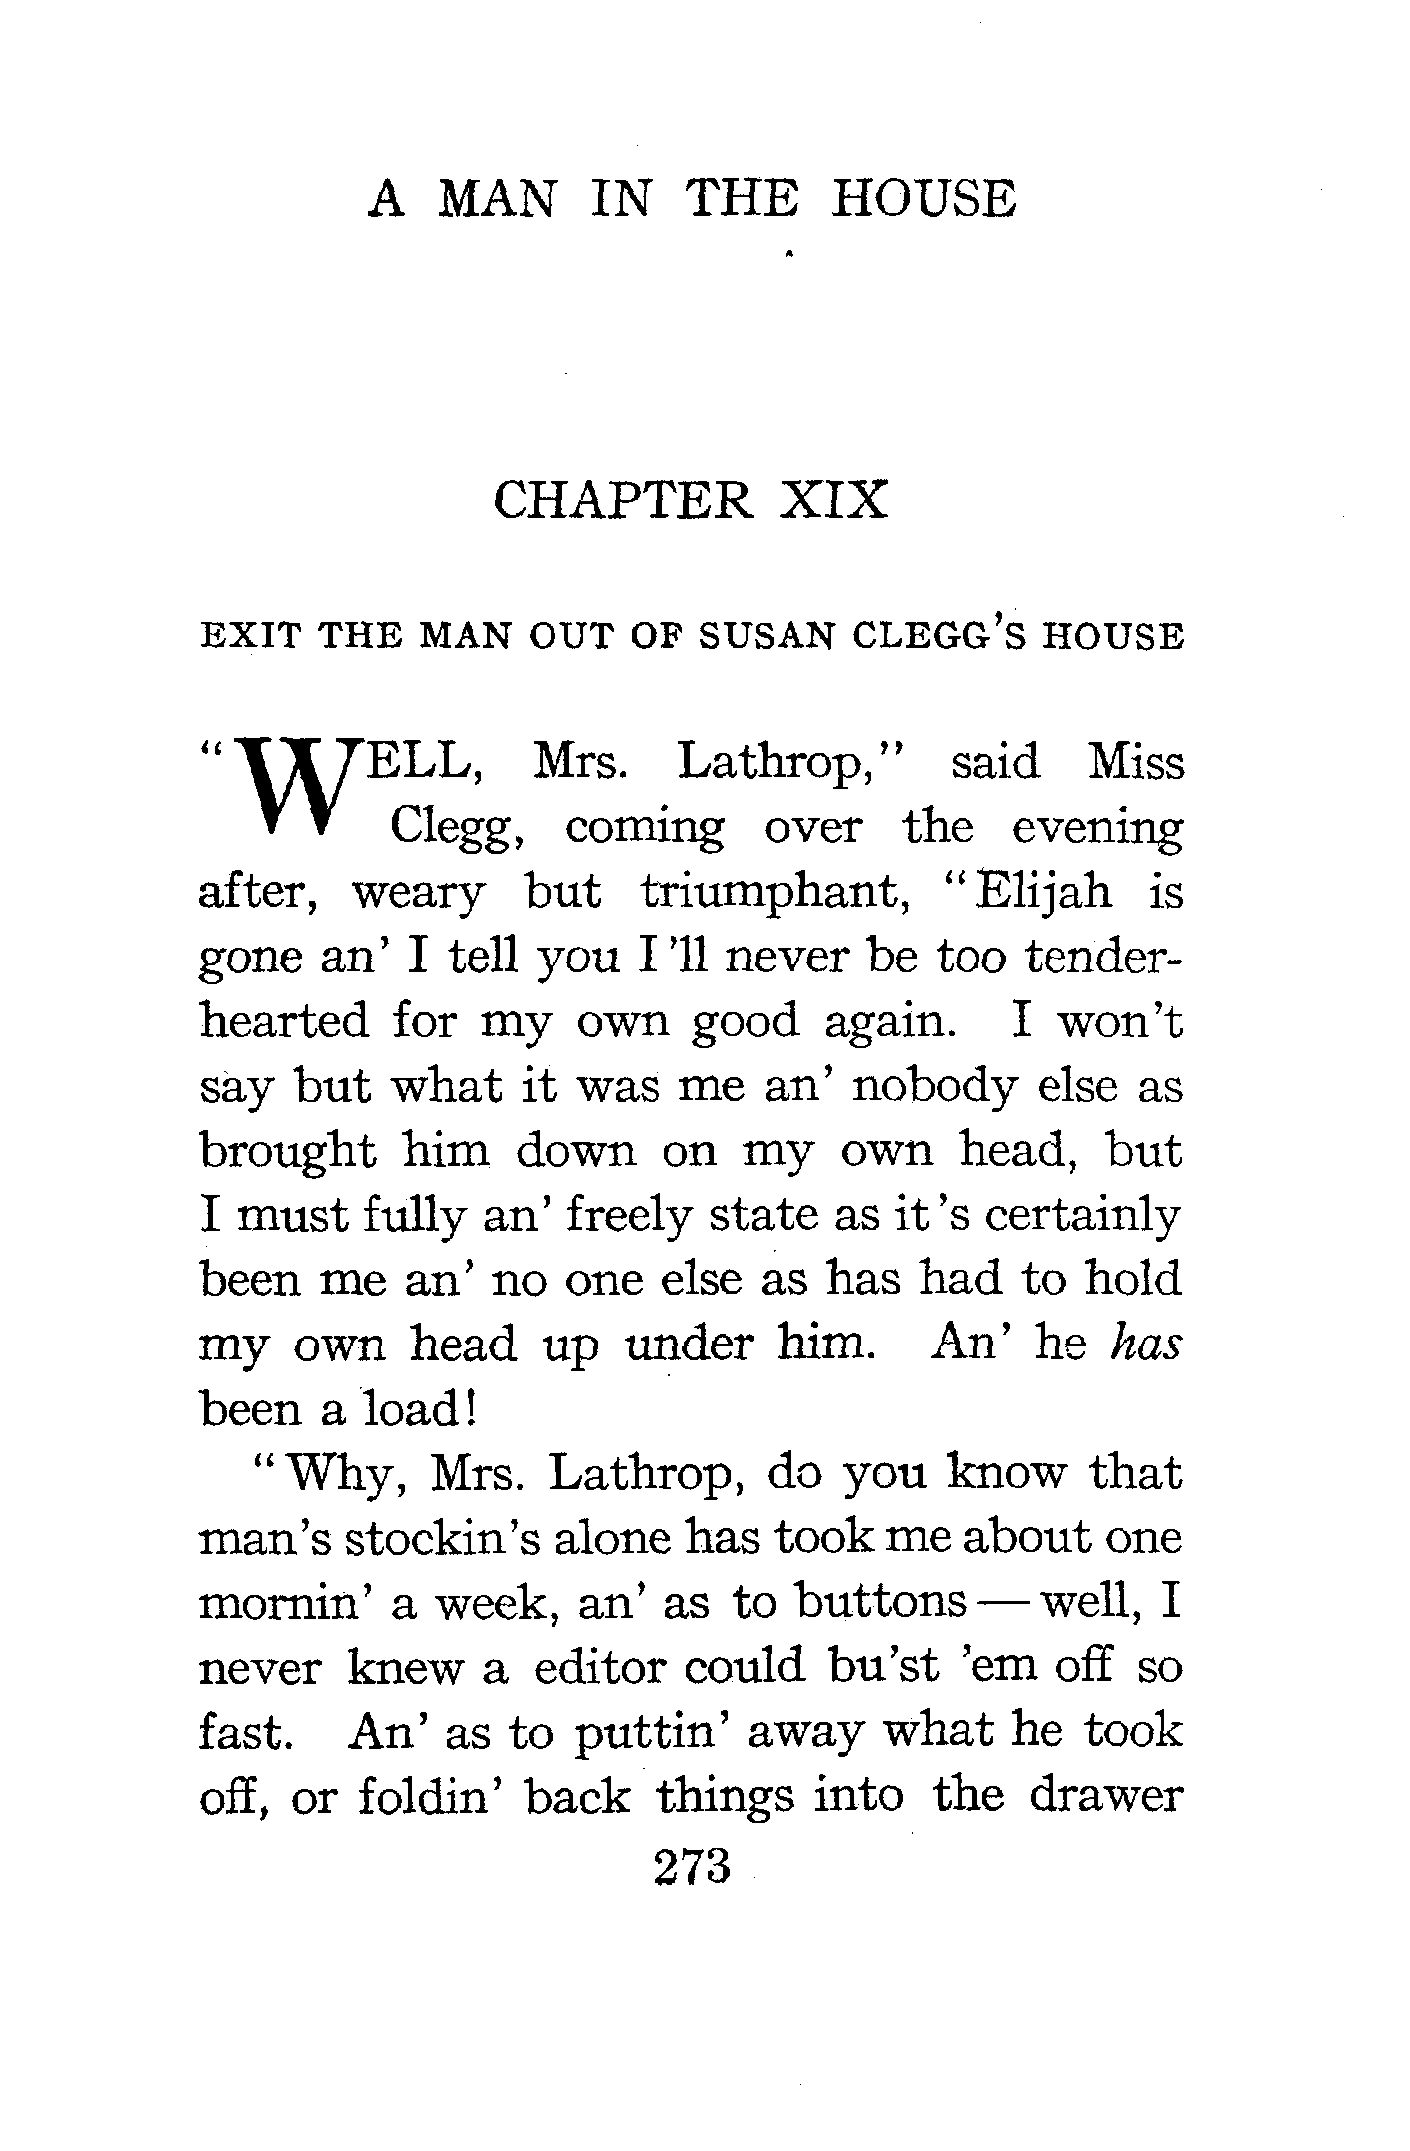 A MAN IN THE HOUSE
CHAPTER XIX
EXIT THE MAN OUT OF SUSAN CLEGG'S HOUSE
"WELL, Mrs. Lathrop," said Miss
Clegg, coming over the evening
after, weary but triumphant, "Elijah is
gone an' I tell you I'll never be too tender-
hearted for my own good again. I won't
say but what it was me an' nobody else as
brought him down on my own head, but
I must fully an' freely state as it's certainly
been me an' no one else as has had to hold
my own head up under him. An' he has
been a load!
"Why, Mrs. Lathrop, do you know that
man's stockin's alone has took me about one
mornin' a week, an' as to buttons—well, I
never knew a editor could bu'st 'em off so
fast. An' as to puttin' away what he took
off, or foldin' back things into the drawer
273